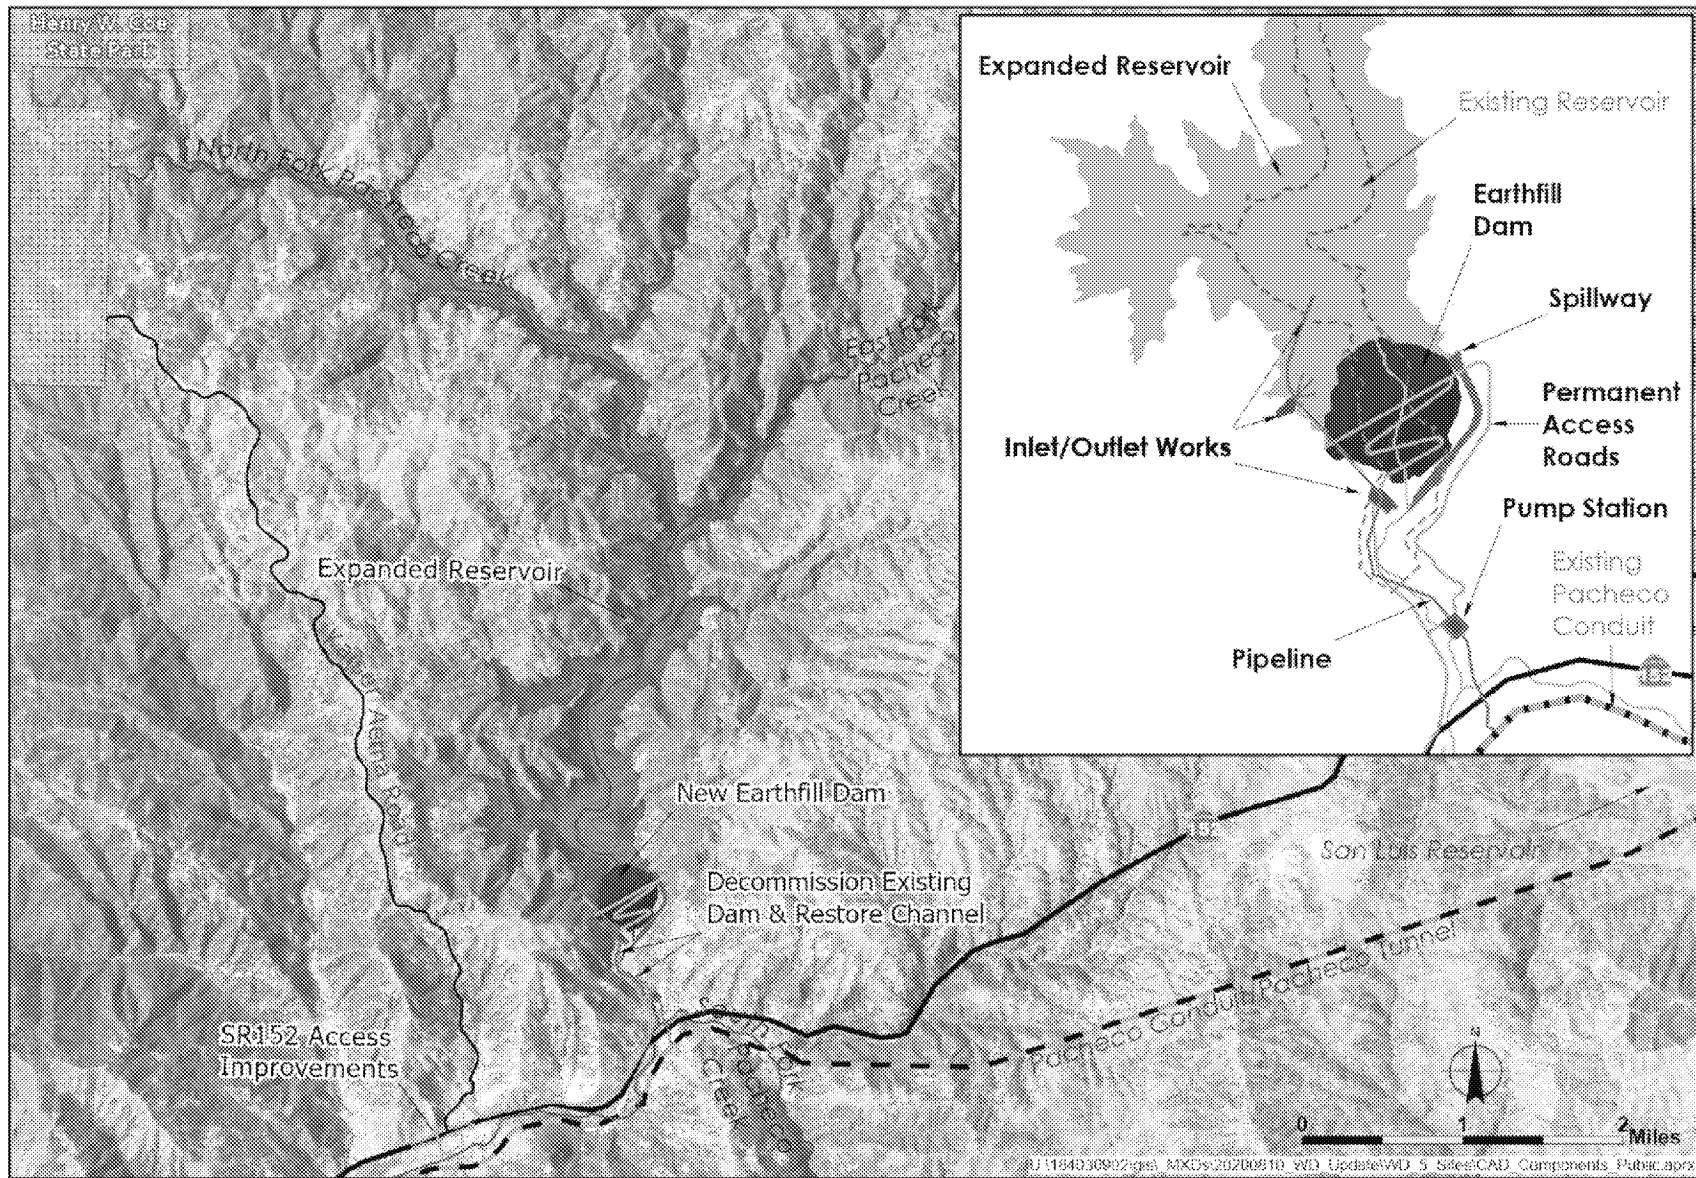 Henry W. Coe
State Park
North Fork Pacheco Creek
East Fork
Pacheco
Creek
Expanded Reservoir
Kaiser Aetna Road
New Earthfill Dam
Decommission Existing
Dam & Restore Channel
SR152 Access
Improvements
South Fork
Pacheco
Creek
152
San Luis Reservoir
Pacheco Conduit/Pacheco Tunnel
Expanded Reservoir
Existing Reservoir
Earthfill
Dam
Spillway
Permanent
Access
Roads
Inlet/Outlet Works
Pump Station
Existing
Pacheco
Conduit
Pipeline
N
0 1 2 Miles